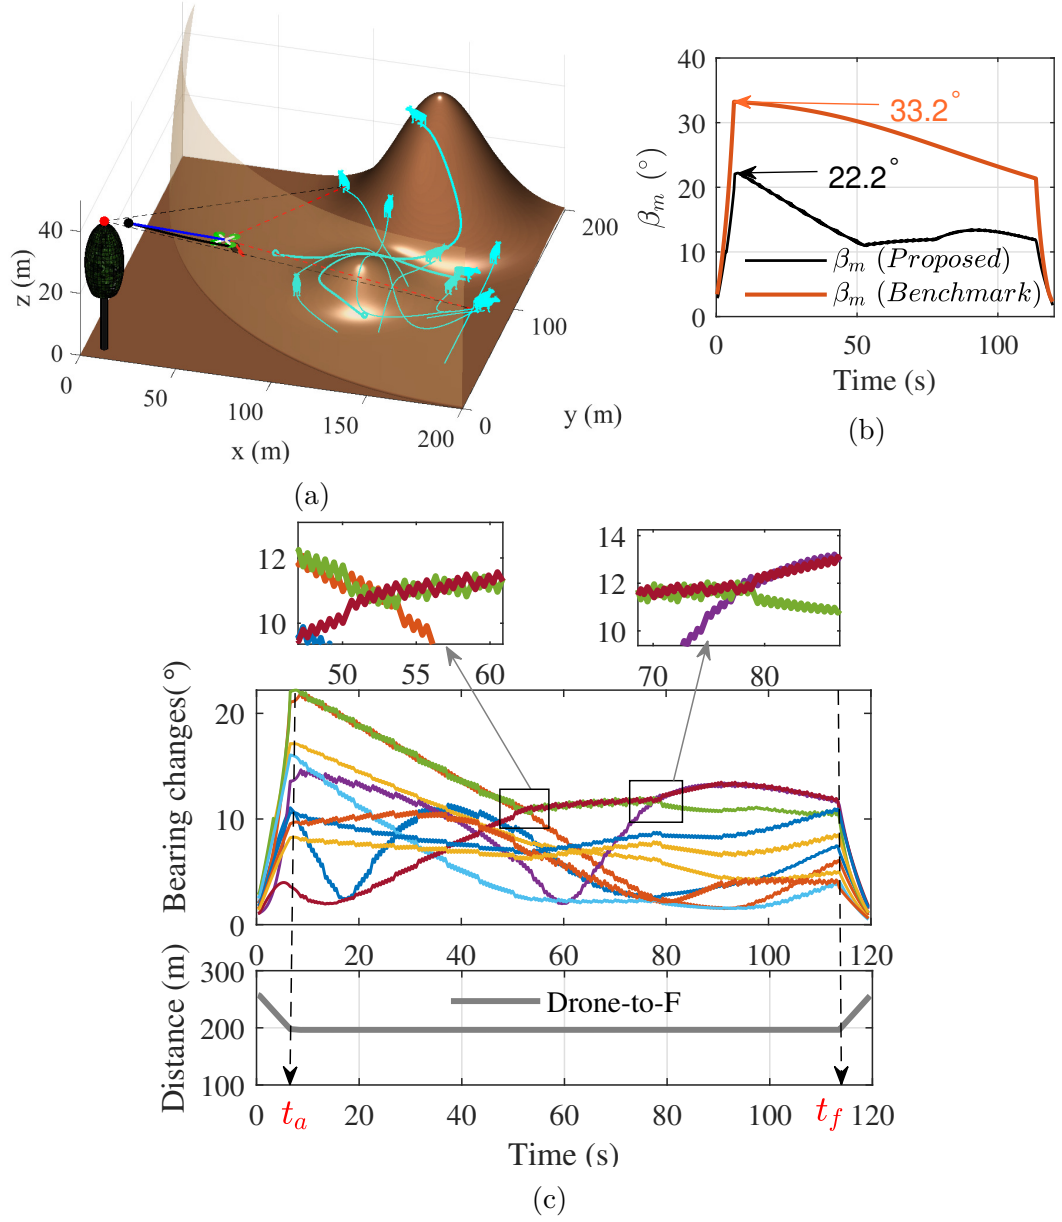 z (m)
40
20
0
0
50
100
150
200
x (m)
0
100
200
y (m)
(a)
β_m (°)
40
30
20
10
0
33.2°
22.2°
β_m (Proposed)
β_m (Benchmark)
0 50 100
Time (s)
(b)
12
10
50 55 60
14
12
10
70 80
Bearing changes(°)
20
10
0
0 20 40 60 80 100 120
Distance (m)
300
200
100
Drone-to-F
0 t_a 20 40 60 80 100 t_f 120
Time (s)
(c)